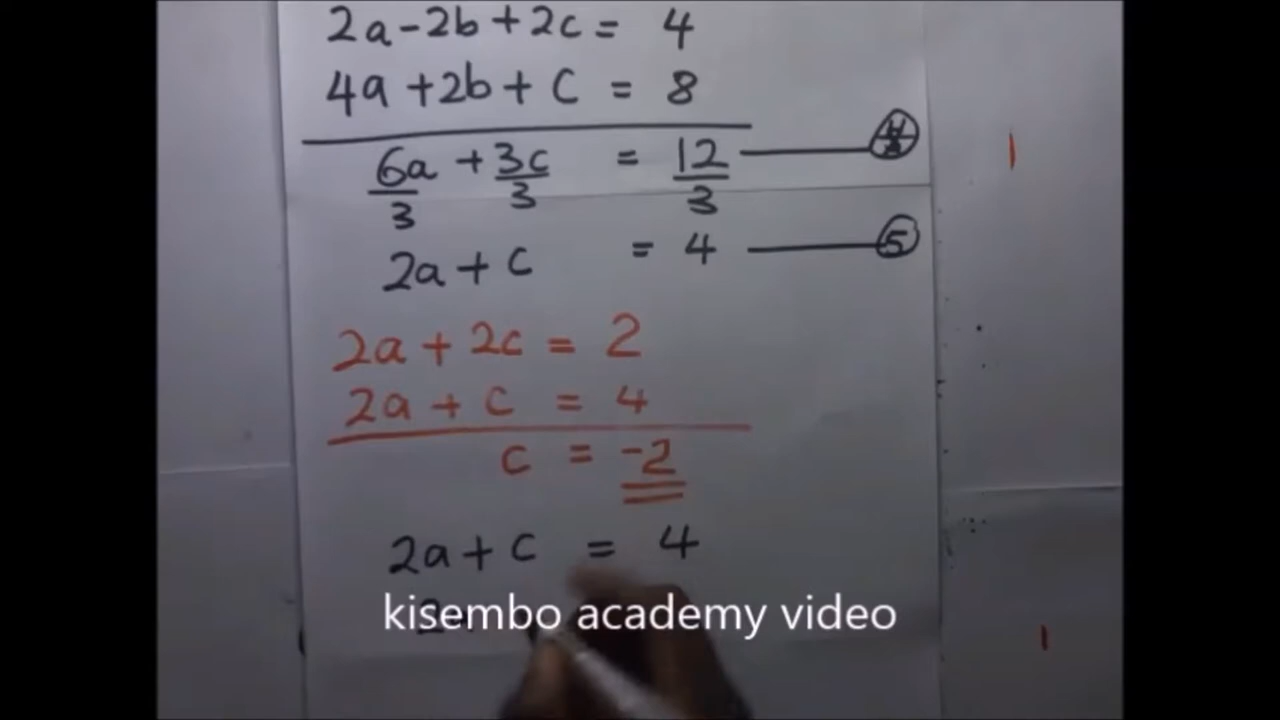 2a - 2b + 2c = 4
4a + 2b + c = 8
6a/3 + 3c/3 = 12/3
2a + c = 4 5
2a + 2c = 2
2a + c = 4
c = -2
2a + c = 4
kisembo academy video